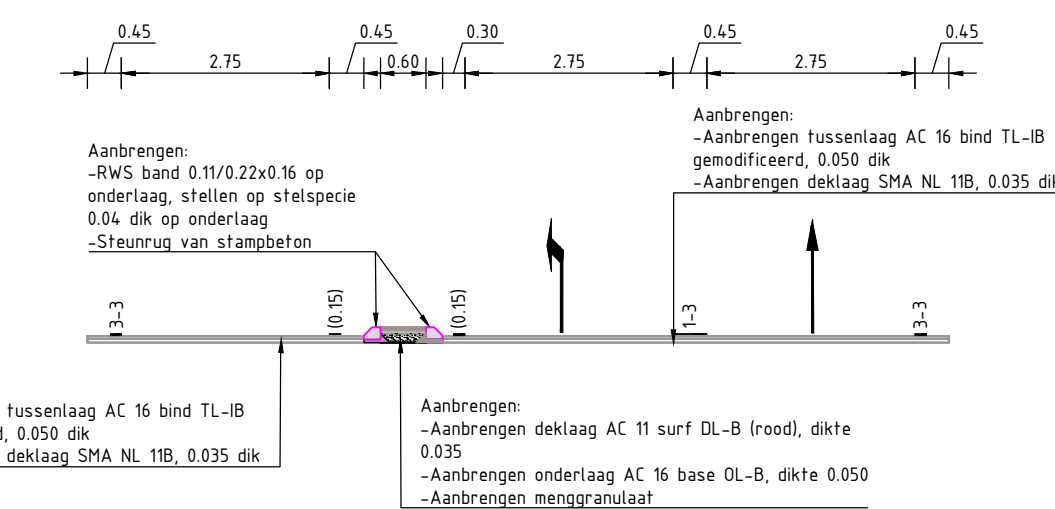 0.45
0.45
0.30
0.45
0.45
2.75
0.60
2.75
2.75
Aanbrengen:
-Aanbrengen tussenlaag AC 16 bind TL-IB
gemodificeerd, 0.050 dik
-Aanbrengen deklaag SMA NL 11B, 0.035 dik
Aanbrengen:
-RWS band 0.11/0.22x0.16 op
onderlaag, stellen op stelspecie
0.04 dik op onderlaag
-Steunrug van stampbeton
3-3
(0.15)
(0.15)
1-3
3-3
tussenlaag AC 16 bind TL-IB
d, 0.050 dik
deklaag SMA NL 11B, 0.035 dik
Aanbrengen:
-Aanbrengen deklaag AC 11 surf DL-B (rood), dikte
0.035
-Aanbrengen onderlaag AC 16 base OL-B, dikte 0.050
-Aanbrengen menggranulaat